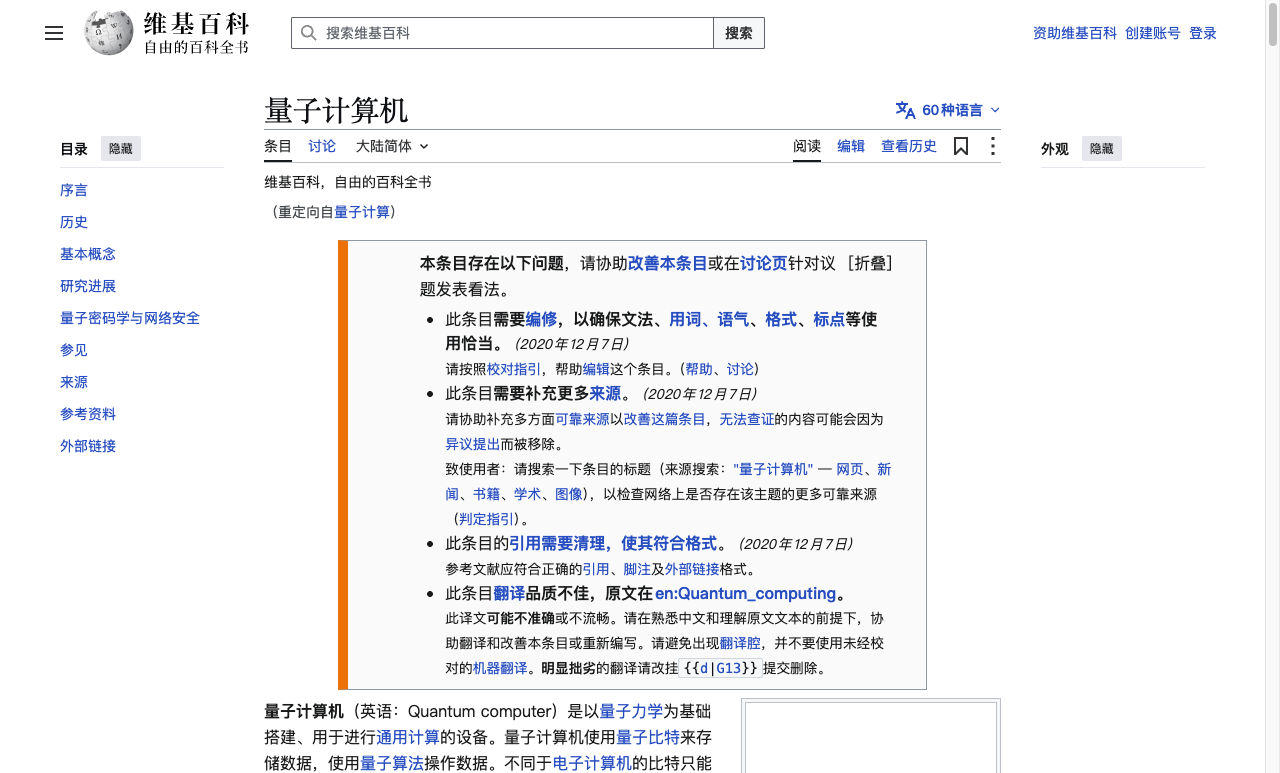 维基百科
自由的百科全书
搜索维基百科
搜索
资助维基百科 创建账号 登录
量子计算机
60种语言
目录 隐藏
条目 讨论 大陆简体
阅读 编辑 查看历史
外观 隐藏
序言
历史
基本概念
研究进展
量子密码学与网络安全
参见
来源
参考资料
外部链接
维基百科，自由的百科全书
（重定向自量子计算）
本条目存在以下问题，请协助改善本条目或在讨论页针对议 [折叠]
题发表看法。
此条目需要编修，以确保文法、用词、语气、格式、标点等使
用恰当。 (2020年12月7日)
请按照校对指引，帮助编辑这个条目。（帮助、讨论）
此条目需要补充更多来源。 (2020年12月7日)
请协助补充多方面可靠来源以改善这篇条目，无法查证的内容可能会因为
异议提出而被移除。
致使用者：请搜索一下条目的标题（来源搜索："量子计算机" — 网页、新
闻、书籍、学术、图像），以检查网络上是否存在该主题的更多可靠来源
（判定指引）。
此条目的引用需要清理，使其符合格式。 (2020年12月7日)
参考文献应符合正确的引用、脚注及外部链接格式。
此条目翻译品质不佳，原文在en:Quantum_computing。
此译文可能不准确或不流畅。请在熟悉中文和理解原文文本的前提下，协
助翻译和改善本条目或重新编写。请避免出现翻译腔，并不要使用未经校
对的机器翻译。明显拙劣的翻译请改挂{{d|G13}}提交删除。
量子计算机（英语：Quantum computer）是以量子力学为基础
搭建、用于进行通用计算的设备。量子计算机使用量子比特来存
储数据，使用量子算法操作数据。不同于电子计算机的比特只能